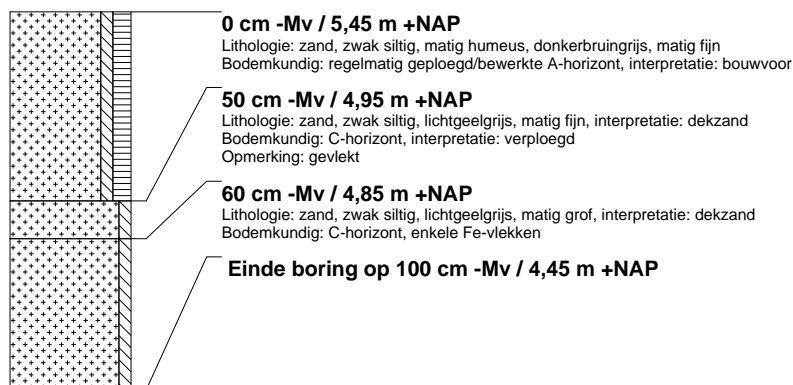 0 cm -Mv / 5,45 m +NAP
Lithologie: zand, zwak siltig, matig humeus, donkerbruingrijs, matig fijn
Bodemkundig: regelmatig geploegd/bewerkte A-horizont, interpretatie: bouwvoor
50 cm -Mv / 4,95 m +NAP
Lithologie: zand, zwak siltig, lichtgeelgrijs, matig fijn, interpretatie: dekzand
Bodemkundig: C-horizont, interpretatie: verploegd
Opmerking: gevlekt
60 cm -Mv / 4,85 m +NAP
Lithologie: zand, zwak siltig, lichtgeelgrijs, matig grof, interpretatie: dekzand
Bodemkundig: C-horizont, enkele Fe-vlekken
Einde boring op 100 cm -Mv / 4,45 m +NAP